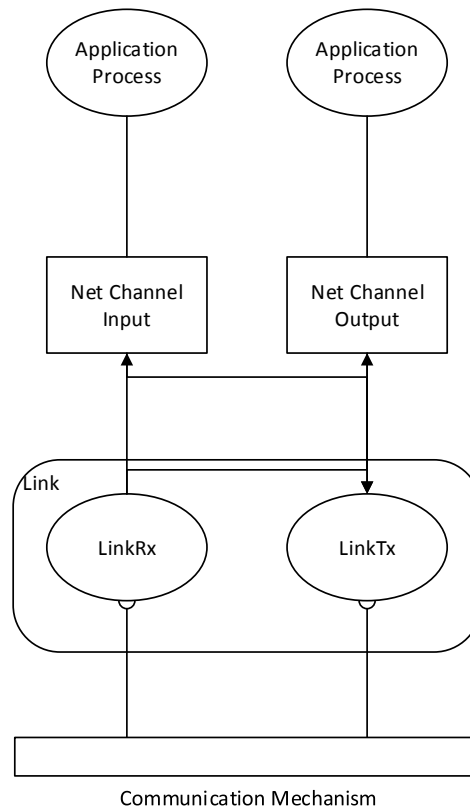 Application
Process
Application
Process
Net Channel
Input
Net Channel
Output
Link
LinkRx
LinkTx
Communication Mechanism